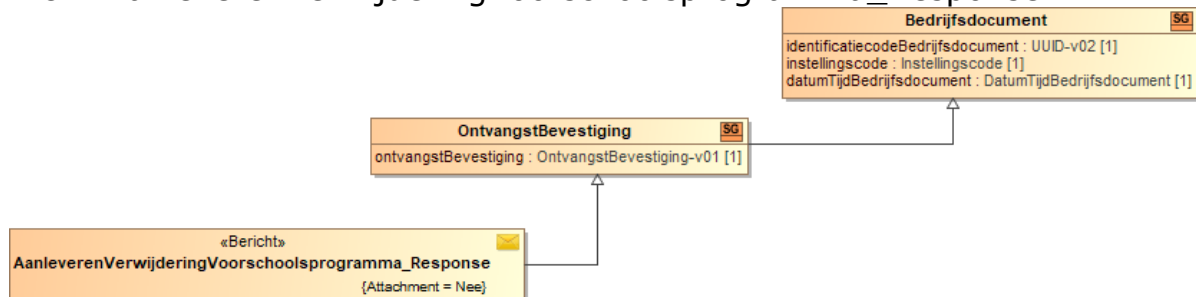 Bedrijfsdocument
SG
identificatiecodeBedrijfsdocument : UUID-v02 [1]
instellingscode : Instellingscode [1]
datumTijdBedrijfsdocument : DatumTijdBedrijfsdocument [1]
OntvangstBevestiging
SG
ontvangstBevestiging : OntvangstBevestiging-v01 [1]
«Bericht»
AanleverenVerwijderingVoorschoolsprogramma_Response
{Attachment = Nee}